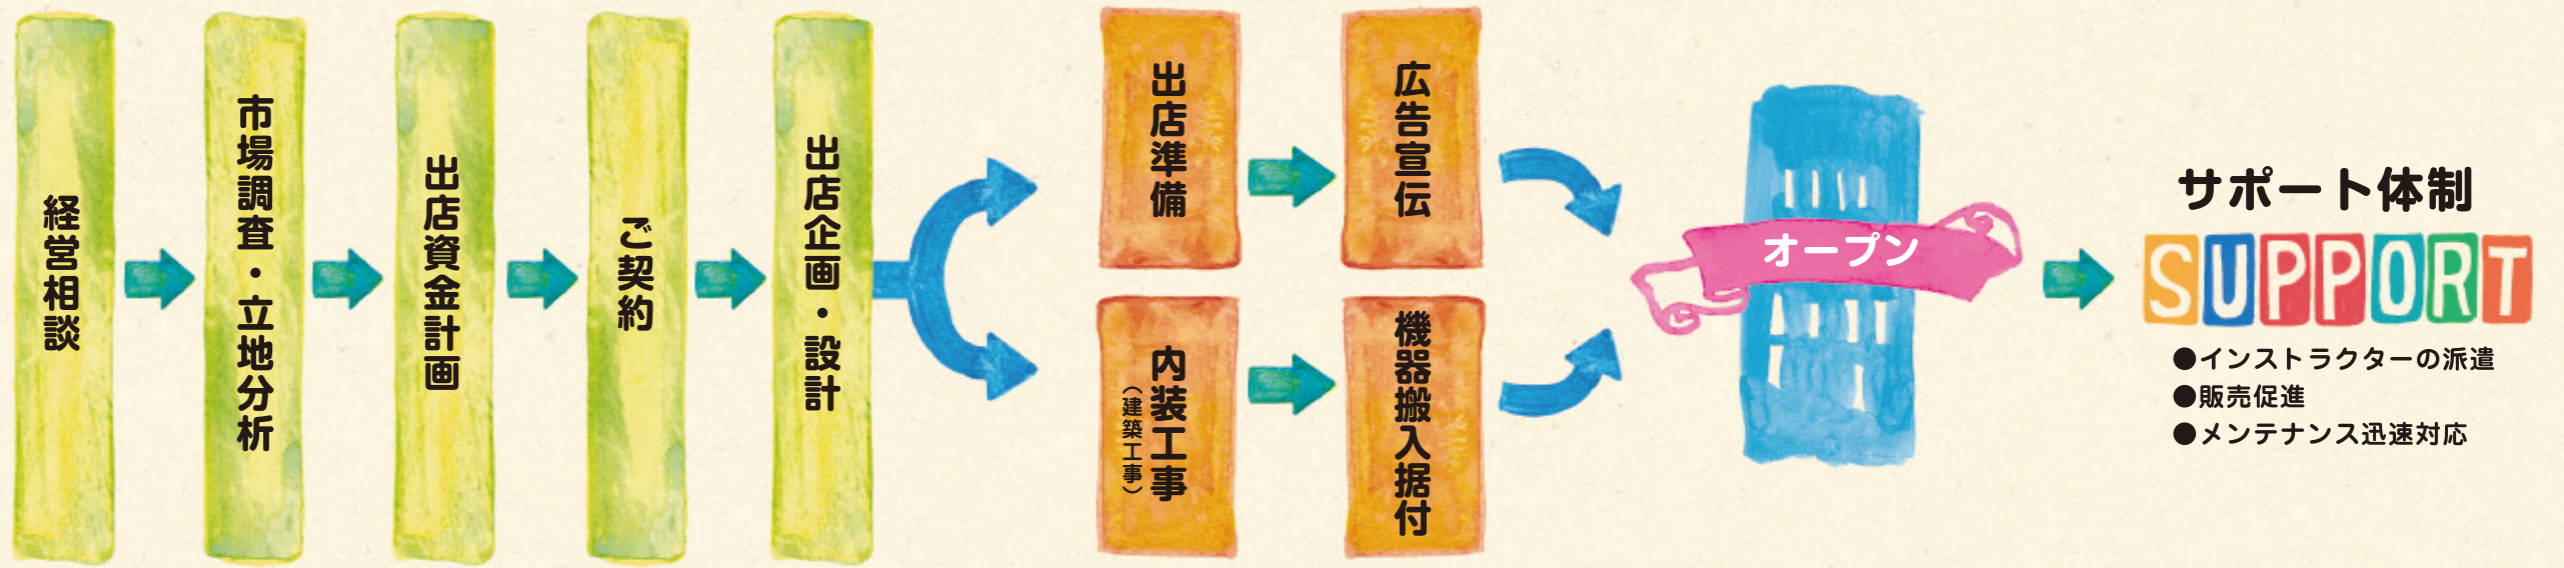 経営相談
市場調査・立地分析
出店資金計画
ご契約
出店企画・設計
出店準備
広告宣伝
内装工事
（建築工事）
機器搬入据付
オープン
サポート体制
SUPPORT
●インストラクターの派遣
●販売促進
●メンテナンス迅速対応